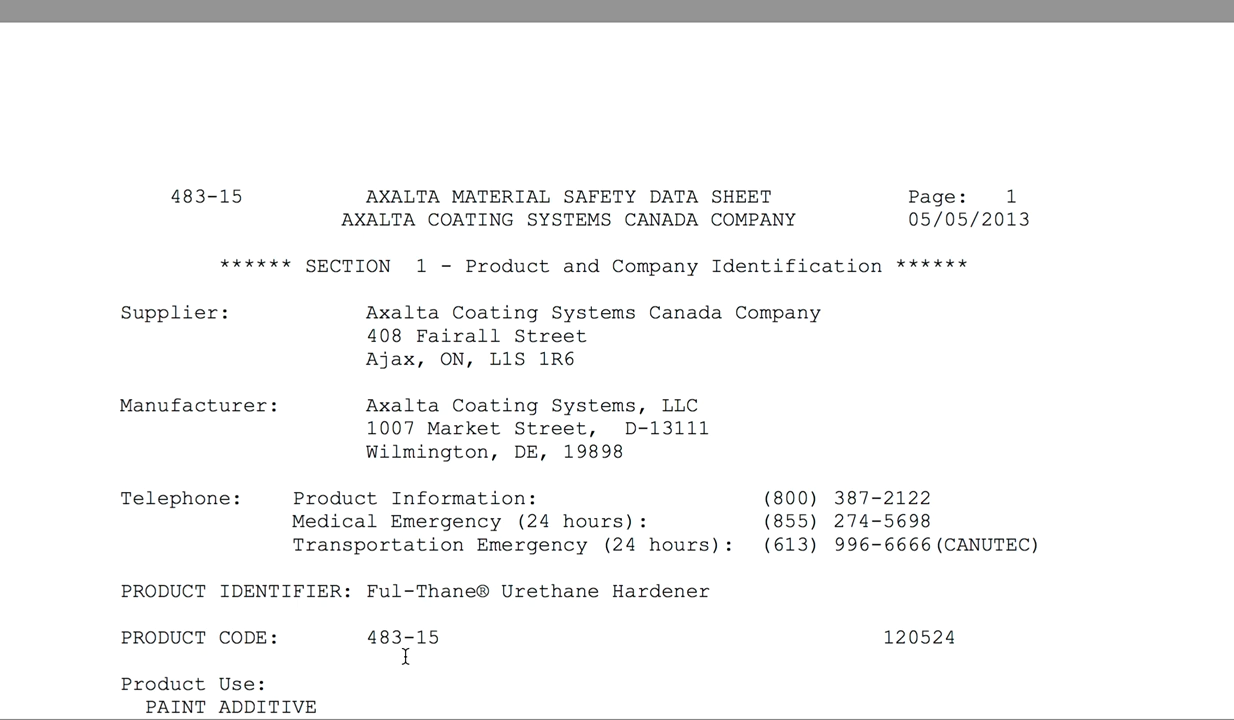 483-15 AXALTA MATERIAL SAFETY DATA SHEET Page: 1
AXALTA COATING SYSTEMS CANADA COMPANY 05/05/2013
****** SECTION 1 - Product and Company Identification ******
Supplier: Axalta Coating Systems Canada Company
408 Fairall Street
Ajax, ON, L1S 1R6
Manufacturer: Axalta Coating Systems, LLC
1007 Market Street, D-13111
Wilmington, DE, 19898
Telephone: Product Information: (800) 387-2122
Medical Emergency (24 hours): (855) 274-5698
Transportation Emergency (24 hours): (613) 996-6666(CANUTEC)
PRODUCT IDENTIFIER: Ful-Thane® Urethane Hardener
PRODUCT CODE: 483-15 120524
Product Use:
PAINT ADDITIVE